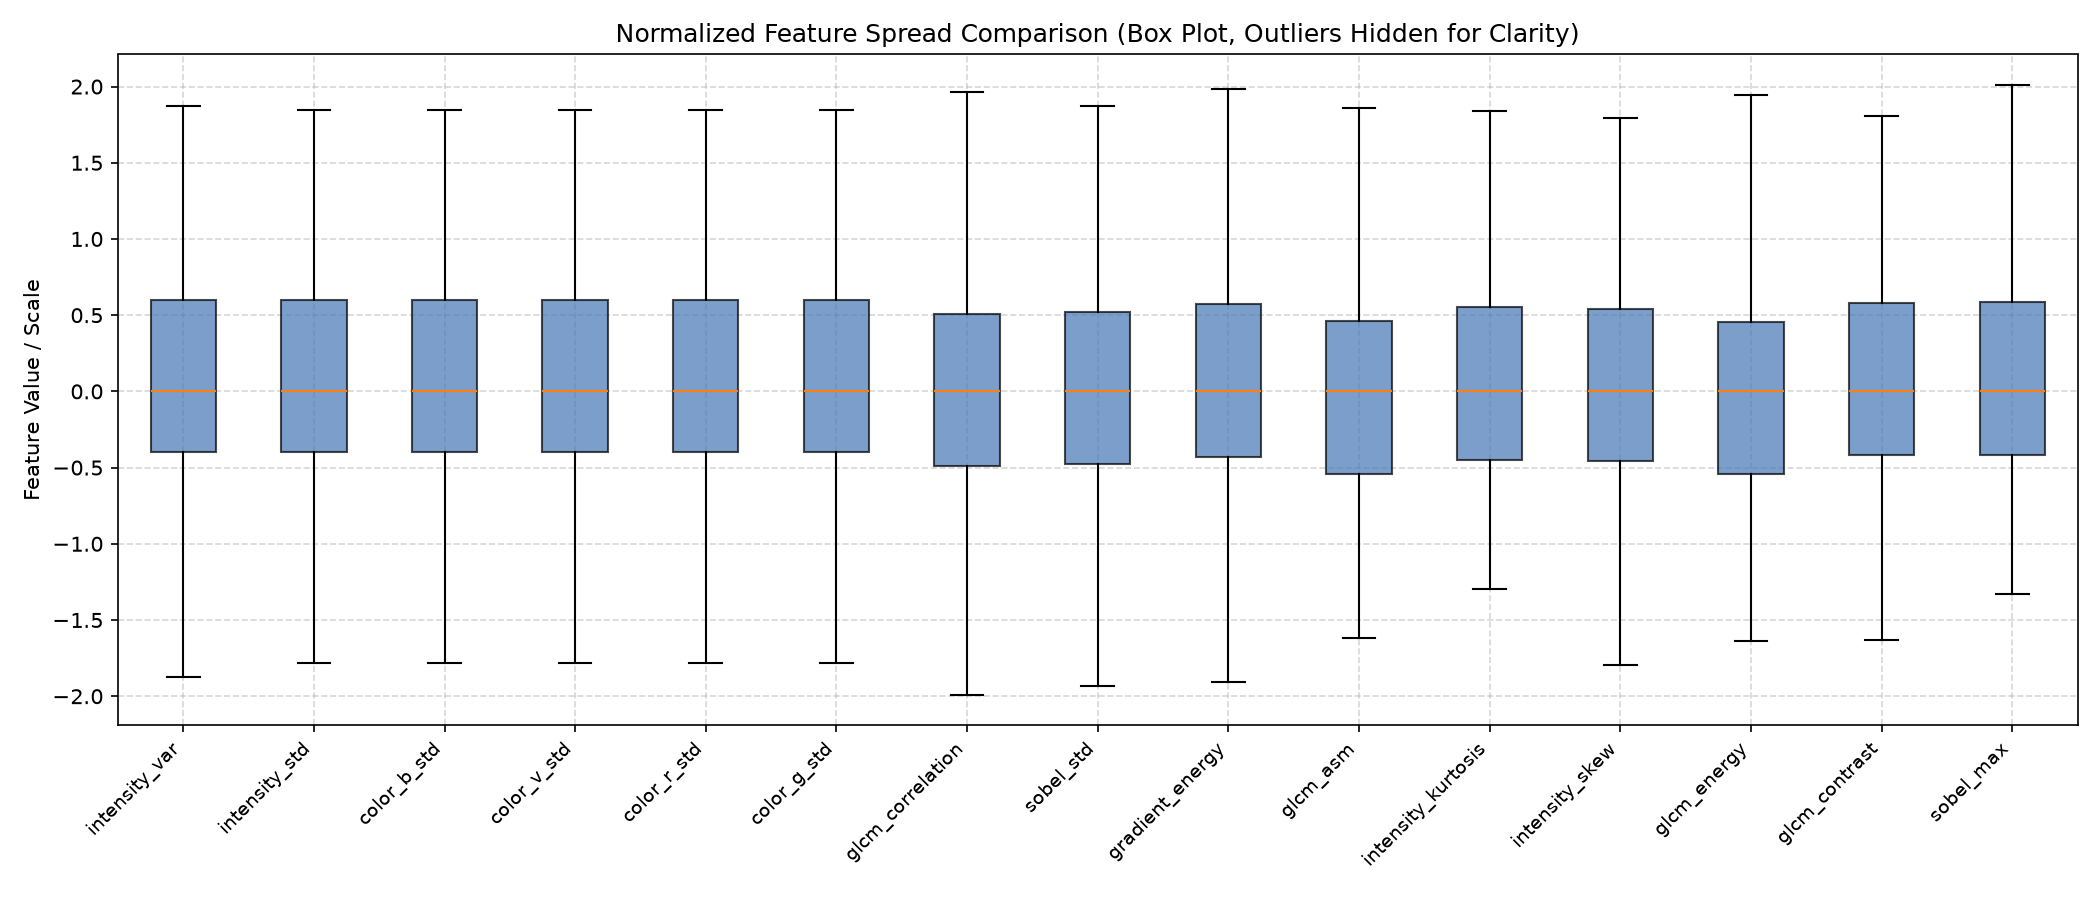 Normalized Feature Spread Comparison (Box Plot, Outliers Hidden for Clarity)
Feature Value / Scale
2.0
1.5
1.0
0.5
0.0
−0.5
−1.0
−1.5
−2.0
intensity_var
intensity_std
color_b_std
color_v_std
color_r_std
color_g_std
glcm_correlation
sobel_std
gradient_energy
glcm_asm
intensity_kurtosis
intensity_skew
glcm_energy
glcm_contrast
sobel_max